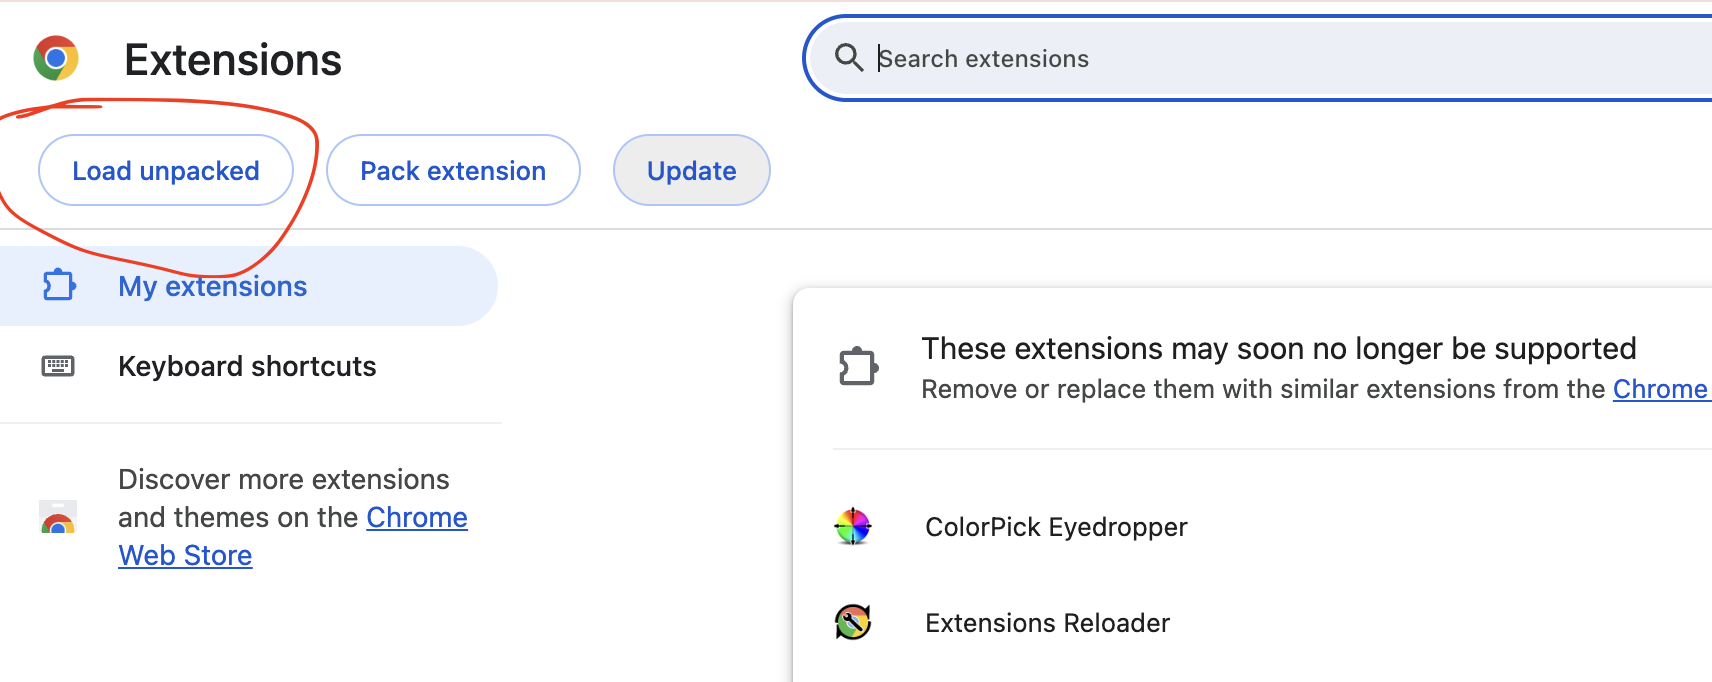 Extensions
Search extensions
Load unpacked
Pack extension
Update
My extensions
Keyboard shortcuts
Discover more extensions
and themes on the Chrome
Web Store
These extensions may soon no longer be supported
Remove or replace them with similar extensions from the Chrome
ColorPick Eyedropper
Extensions Reloader